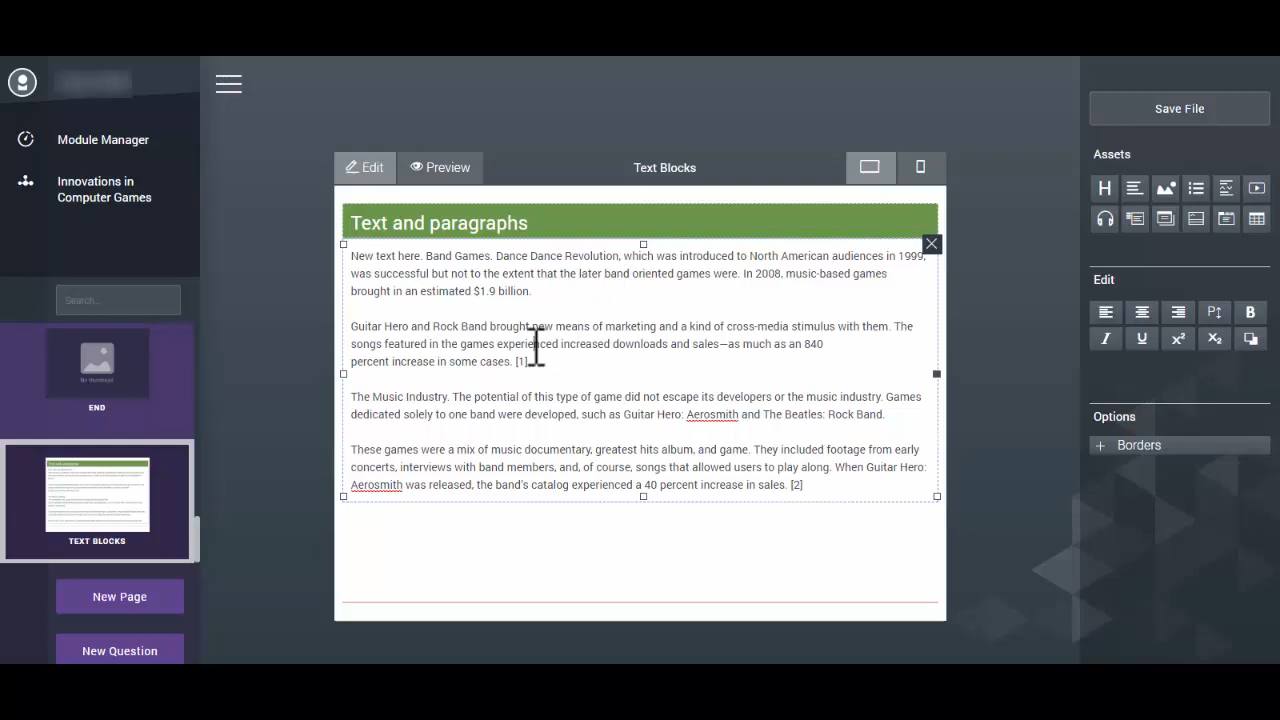 Module Manager
Innovations in
Computer Games
Search...
No thumbnail
END
Text and paragraphs
TEXT BLOCKS
New Page
New Question
Edit
Preview
Text Blocks
Text and paragraphs
New text here. Band Games. Dance Dance Revolution, which was introduced to North American audiences in 1999,
was successful but not to the extent that the later band oriented games were. In 2008, music-based games
brought in an estimated $1.9 billion.
Guitar Hero and Rock Band brought new means of marketing and a kind of cross-media stimulus with them. The
songs featured in the games experienced increased downloads and sales—as much as an 840
percent increase in some cases. [1]
The Music Industry. The potential of this type of game did not escape its developers or the music industry. Games
dedicated solely to one band were developed, such as Guitar Hero: Aerosmith and The Beatles: Rock Band.
These games were a mix of music documentary, greatest hits album, and game. They included footage from early
concerts, interviews with band members, and, of course, songs that allowed users to play along. When Guitar Hero:
Aerosmith was released, the band's catalog experienced a 40 percent increase in sales. [2]
Save File
Assets
H
Edit
P
B
I
U
X²
X₂
Options
+ Borders